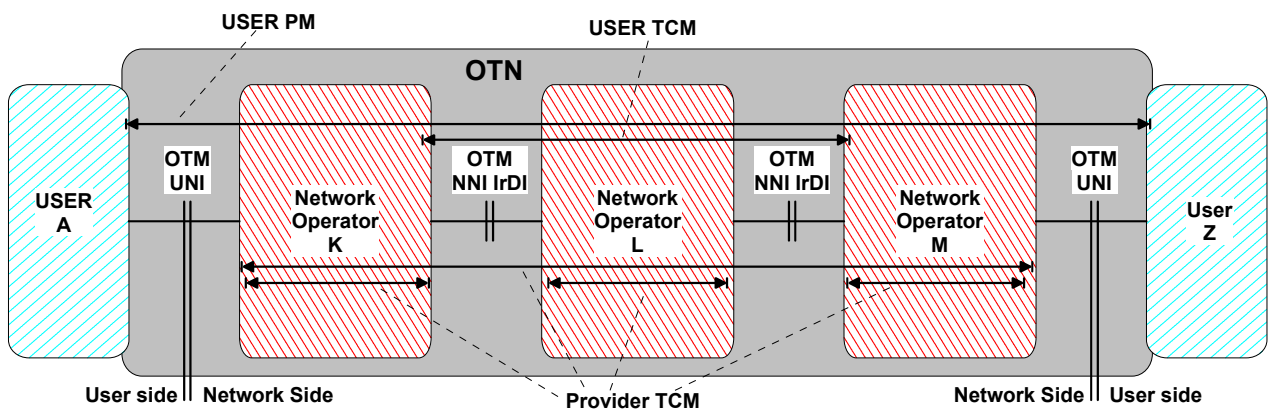 USER PM
USER TCM
OTN
OTM
UNI
OTM
NNI IrDI
OTM
NNI IrDI
OTM
UNI
USER
A
Network
Operator
K
Network
Operator
L
Network
Operator
M
User
Z
User side
Network Side
Provider TCM
Network Side
User side